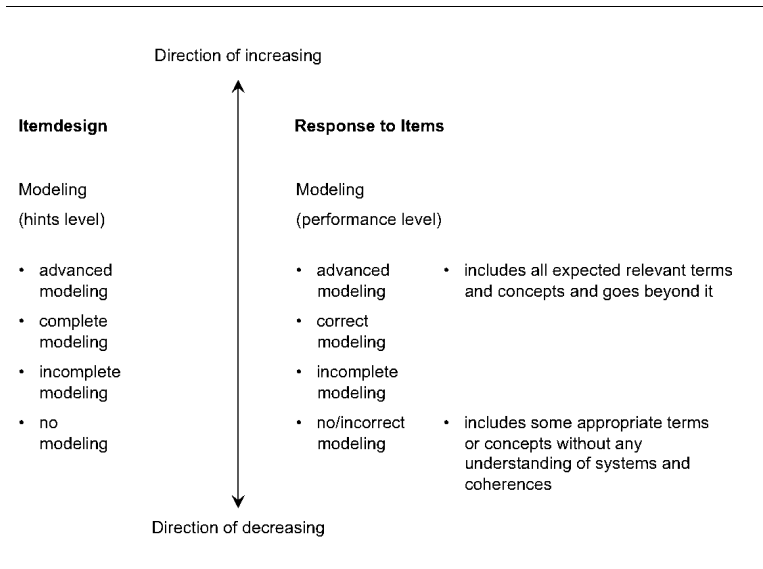 Direction of increasing
Itemdesign
Response to Items
Modeling
(hints level)
Modeling
(performance level)
• advanced
modeling
• complete
modeling
• incomplete
modeling
• no
modeling
• advanced
modeling
• correct
modeling
• incomplete
modeling
• no/incorrect
modeling
• includes all expected relevant terms
and concepts and goes beyond it
• includes some appropriate terms
or concepts without any
understanding of systems and
coherences
Direction of decreasing